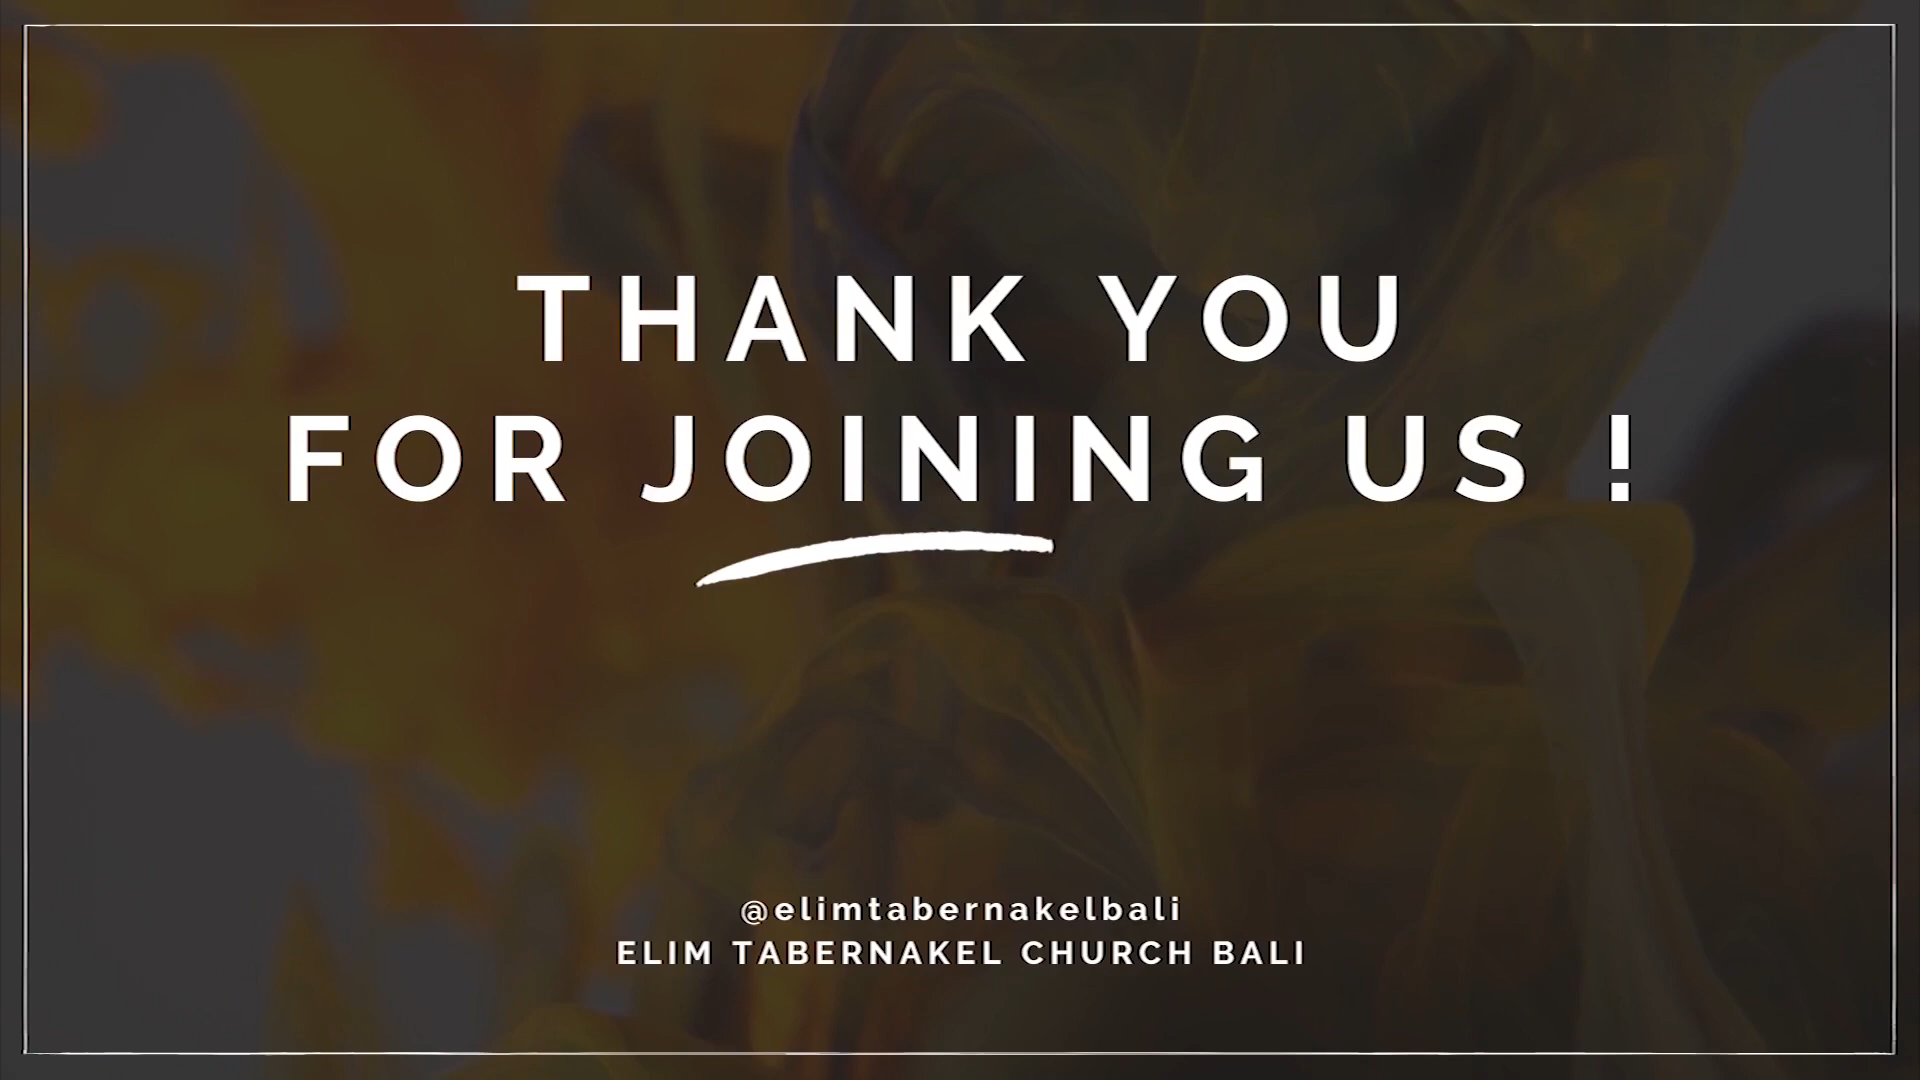 THANK YOU
FOR JOINING US !
@elimtabernakelbali
ELIM TABERNAKEL CHURCH BALI